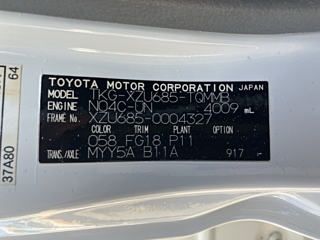 TOYOTA MOTOR CORPORATION JAPAN
MODEL TKG-XZU685-TQMMB
ENGINE N04C-UN 4009 mL
FRAME No. XZU685-0004327
COLOR/TRIM/PLANT
058 FG18 P11
TRANS./AXLE MYY5A B11A 917
37A80
64